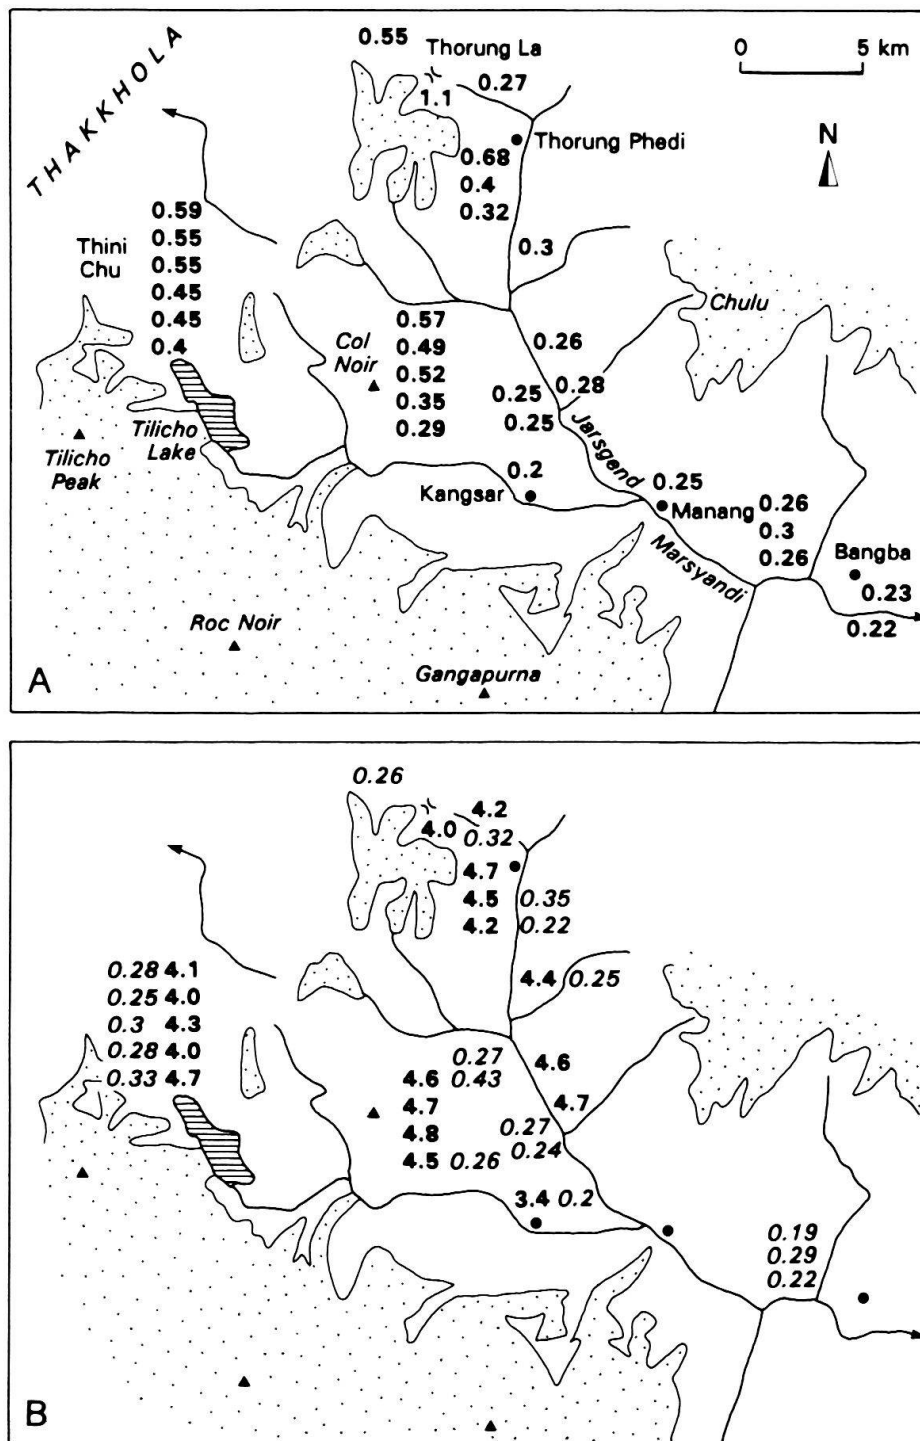 0.55
Thorung La
0
5 km
THAKKHOLA
1.1
0.27
Thorung Phedi
N
0.68
0.4
0.32
0.59
0.55
0.55
0.45
0.45
0.4
Thini
Chu
0.3
Chulu
0.57
0.49
0.52
0.35
0.29
Col
Noir
0.26
0.28
0.25
0.25
Jarsgend
Tilicho
Peak
Tilicho
Lake
0.2
Kangsar
0.25
Manang
0.26
0.3
0.26
Marsyandi
Bangba
0.23
0.22
Roc Noir
Gangapurna
A
0.26
4.2
4.0
0.32
4.7
4.5 0.35
4.2 0.22
0.28 4.1
0.25 4.0
0.3 4.3
0.28 4.0
0.33 4.7
4.4 0.25
0.27
4.6 0.43
4.7
4.8
4.5 0.26
4.6
4.7
0.27
0.24
3.4 0.2
0.19
0.29
0.22
B